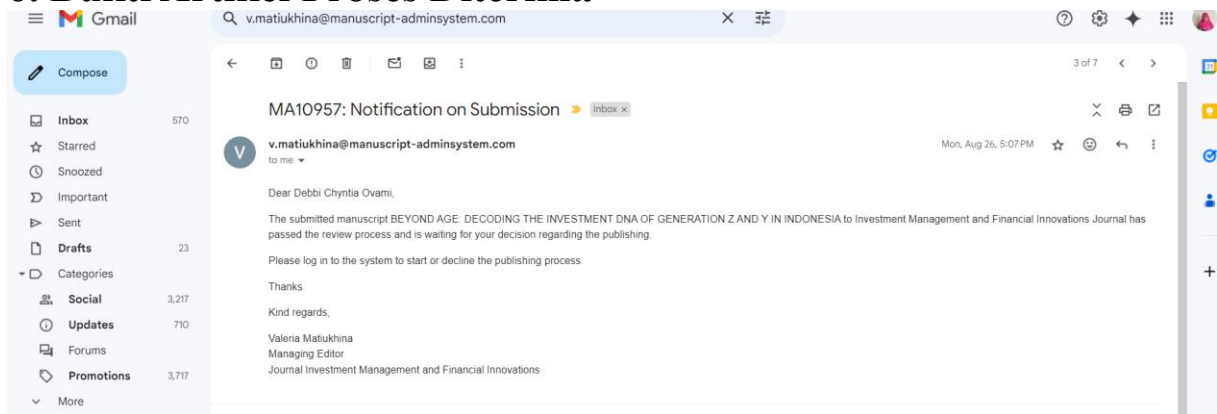 Gmail
v.matiukhina@manuscript-adminsystem.com
Compose
3 of 7
Inbox 570
Starred
Snoozed
Important
Sent
Drafts 23
Categories
Social 3,217
Updates 710
Forums
Promotions 3,717
More
MA10957: Notification on Submission Inbox x
V
v.matiukhina@manuscript-adminsystem.com Mon, Aug 26, 5:07 PM
to me
Dear Debbi Chyntia Ovami,
The submitted manuscript BEYOND AGE: DECODING THE INVESTMENT DNA OF GENERATION Z AND Y IN INDONESIA to Investment Management and Financial Innovations Journal has
passed the review process and is waiting for your decision regarding the publishing.
Please log in to the system to start or decline the publishing process.
Thanks.
Kind regards,
Valeria Matiukhina
Managing Editor
Journal Investment Management and Financial Innovations
31